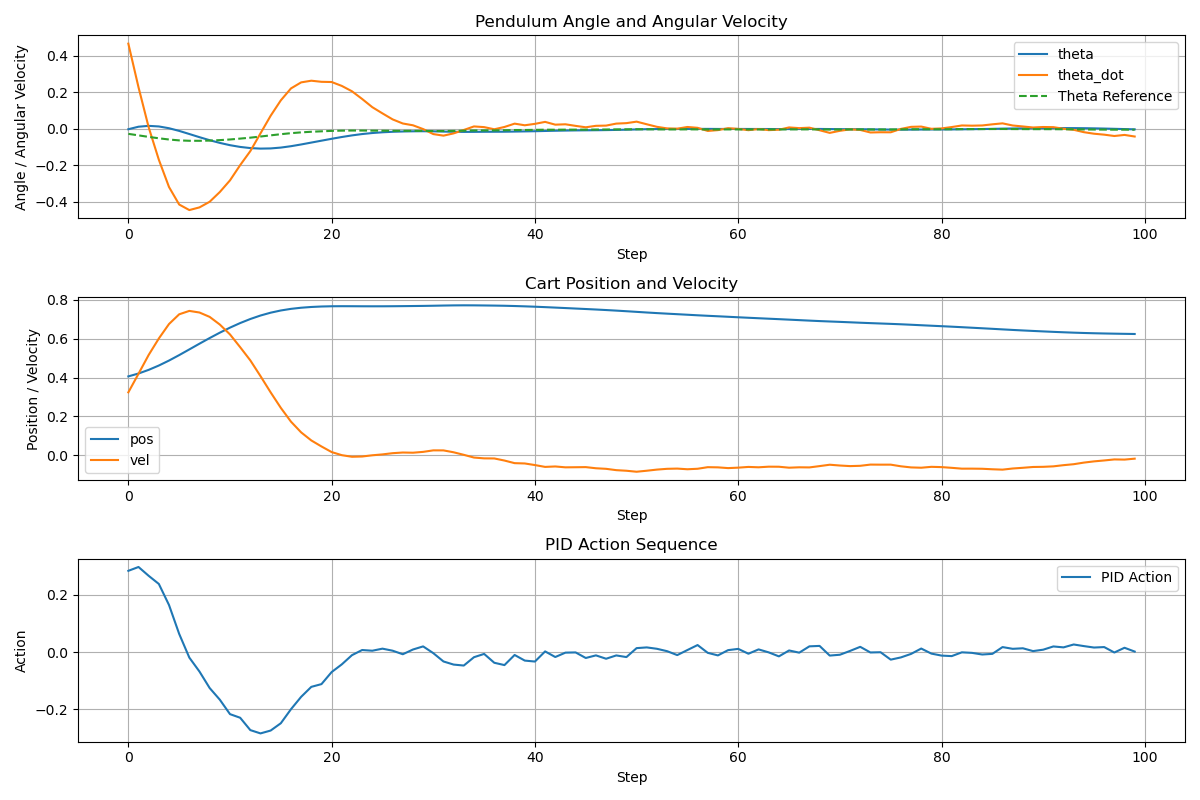 Pendulum Angle and Angular Velocity
Angle / Angular Velocity
0.4
0.2
0.0
−0.2
−0.4
theta
theta_dot
Theta Reference
0 20 40 60 80 100
Step
Cart Position and Velocity
Position / Velocity
0.8
0.6
0.4
0.2
0.0
pos
vel
0 20 40 60 80 100
Step
PID Action Sequence
Action
0.2
0.0
−0.2
PID Action
0 20 40 60 80 100
Step